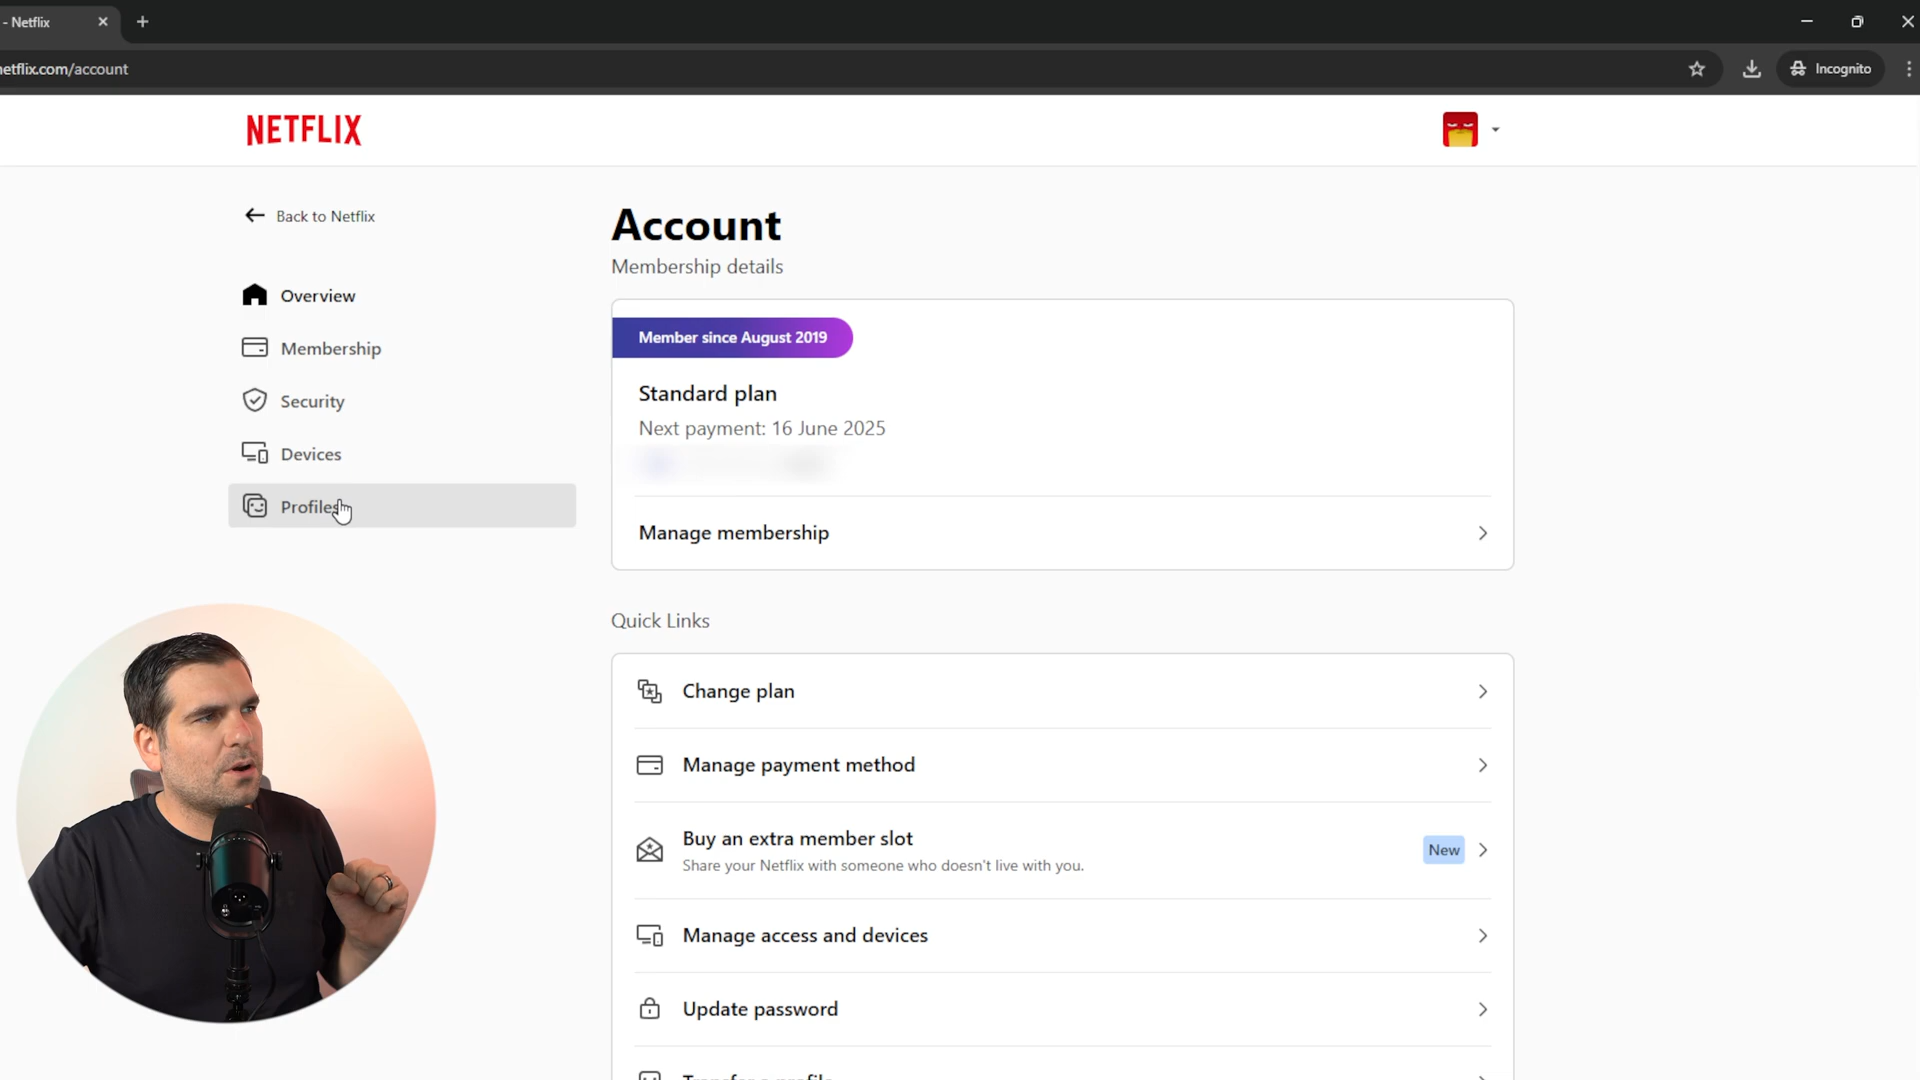 - Netflix
netflix.com/account
Incognito
NETFLIX
Back to Netflix
Overview
Membership
Security
Devices
Profiles
Account
Membership details
Member since August 2019
Standard plan
Next payment: 16 June 2025
Manage membership
Quick Links
Change plan
Manage payment method
Buy an extra member slot
Share your Netflix with someone who doesn't live with you.
New
Manage access and devices
Update password
Transfer a profile